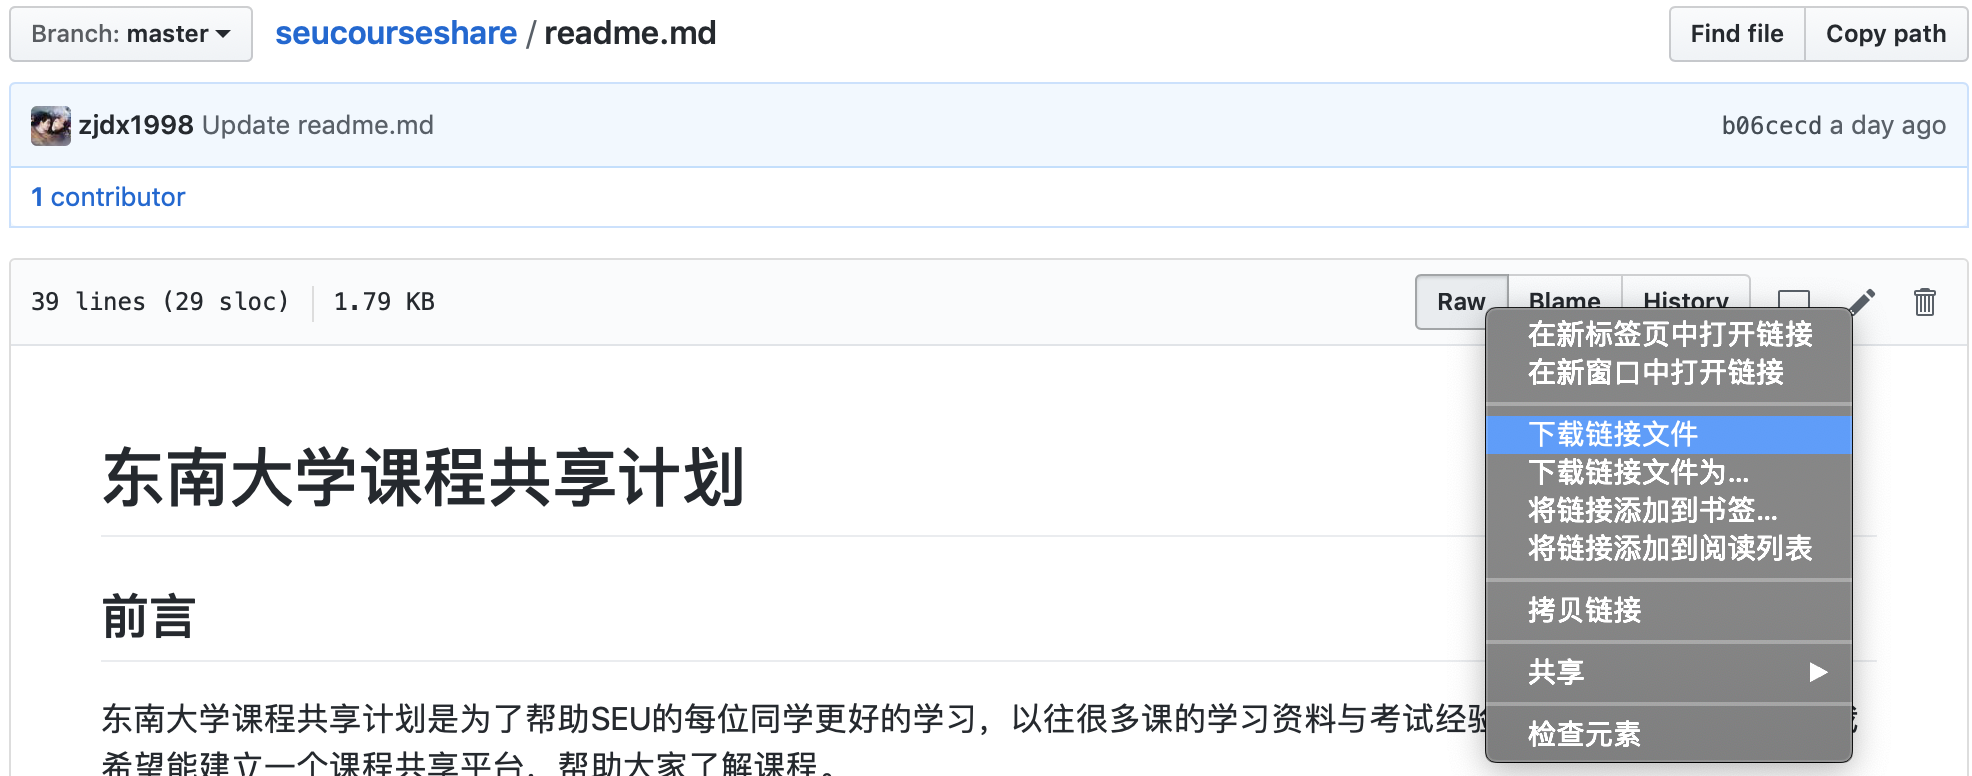 Branch: master
seucourseshare / readme.md
Find file
Copy path
zjdx1998 Update readme.md
b06cecd a day ago
1 contributor
39 lines (29 sloc)
1.79 KB
Raw
Blame
History
在新标签页中打开链接
在新窗口中打开链接
下载链接文件
下载链接文件为...
将链接添加到书签...
将链接添加到阅读列表
拷贝链接
共享
检查元素
东南大学课程共享计划
前言
东南大学课程共享计划是为了帮助SEU的每位同学更好的学习，以往很多课的学习资料与考试经验
希望能建立一个课程共享平台，帮助大家了解课程。